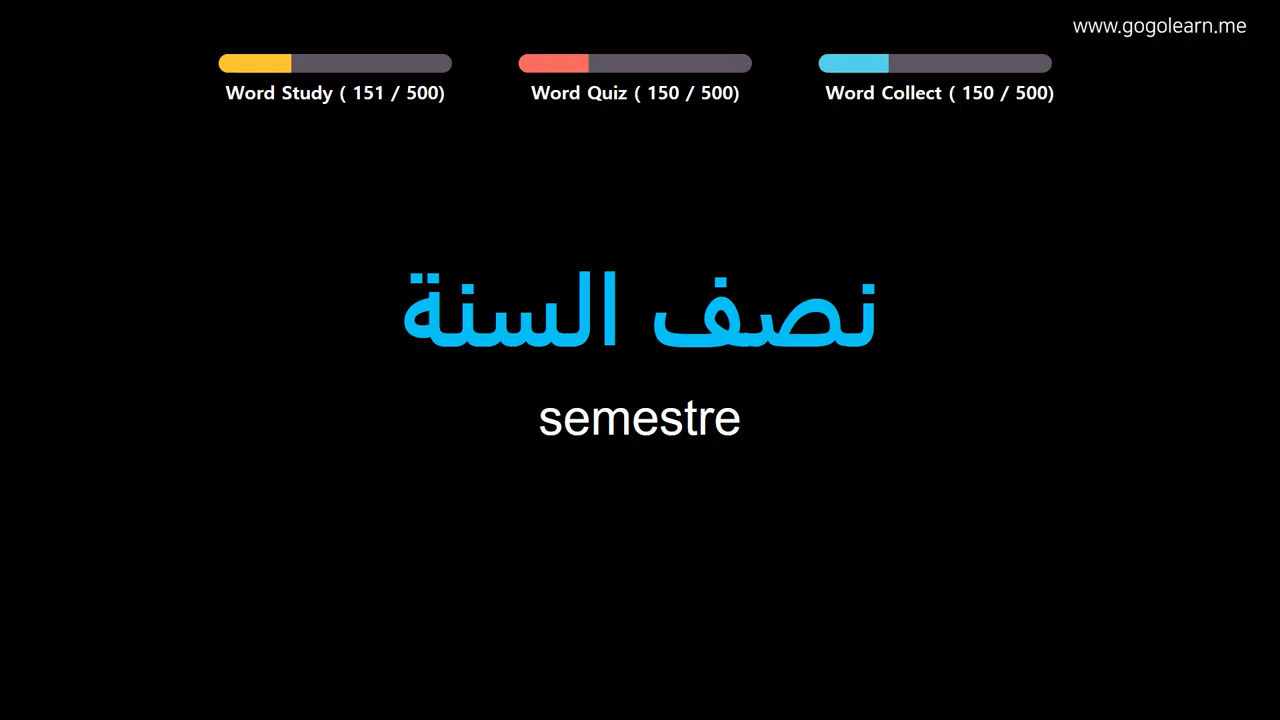 www.gogolearn.me
Word Study ( 151 / 500)
Word Quiz ( 150 / 500)
Word Collect ( 150 / 500)
نصف السنة
semestre